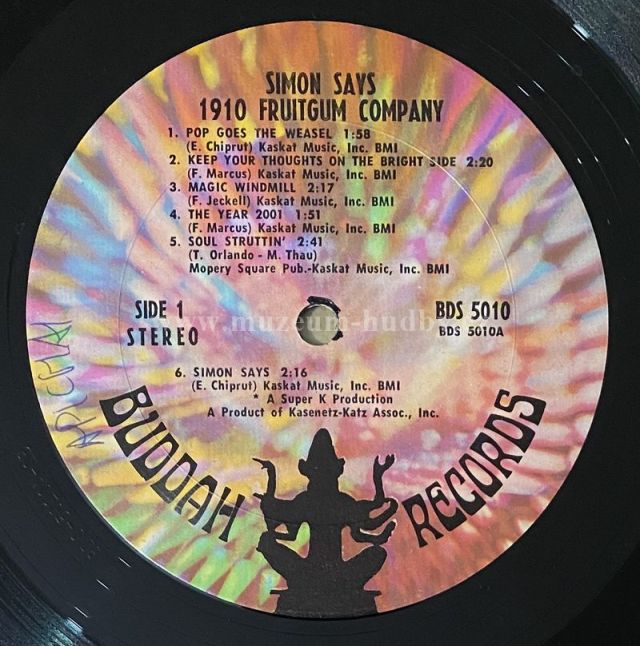 SIMON SAYS
1910 FRUITGUM COMPANY
1. POP GOES THE WEASEL 1:58
(E. Chiprut) Kaskat Music, Inc. BMI
2. KEEP YOUR THOUGHTS ON THE BRIGHT SIDE 2:20
(F. Marcus) Kaskat Music, Inc. BMI
3. MAGIC WINDMILL 2:17
(F. Jeckell) Kaskat Music, Inc. BMI
4. THE YEAR 2001 1:51
(F. Marcus) Kaskat Music, Inc. BMI
5. SOUL STRUTTIN' 2:41
(T. Orlando - M. Thau)
Mopery Square Pub.-Kaskat Music, Inc. BMI
SIDE 1
STEREO
BDS 5010
BDS 5010A
www.muzeum-hudb
6. SIMON SAYS 2:16
(E. Chiprut) Kaskat Music, Inc. BMI
* A Super K Production
A Product of Kasenetz-Katz Assoc., Inc.
BUDDAH RECORDS